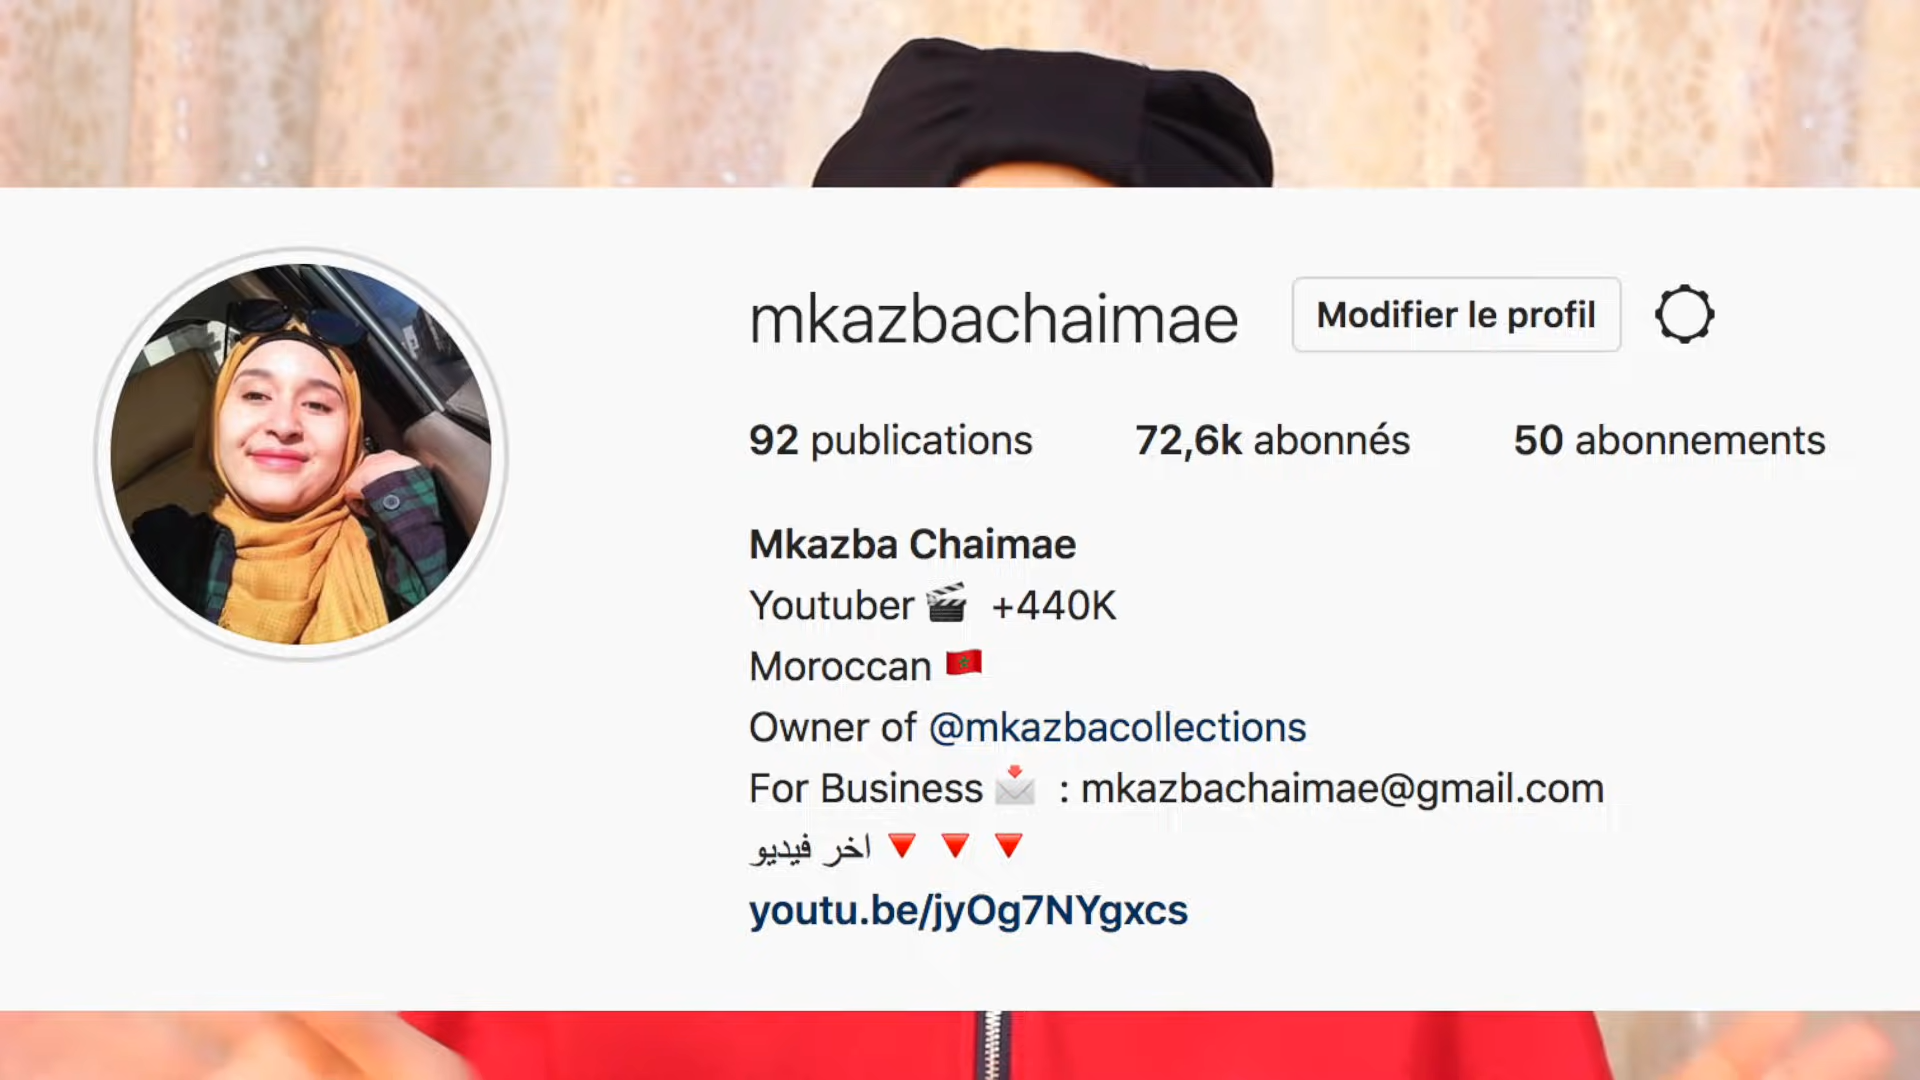 mkazbachaimae Modifier le profil
92 publications 72,6k abonnés 50 abonnements
Mkazba Chaimae
Youtuber 🎬 +440K
Moroccan 🇲🇦
Owner of @mkazbacollections
For Business 📩 : mkazbachaimae@gmail.com
اخر فيديو 🔻 🔻 🔻
youtu.be/jyOg7NYgxcs